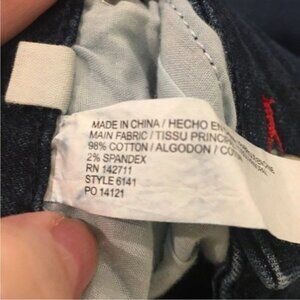 MADE IN CHINA / HECHO EN
MAIN FABRIC / TISSU PRINCIP
98% COTTON / ALGODON / CO
2% SPANDEX
RN 142711
STYLE 6141
PO 14121